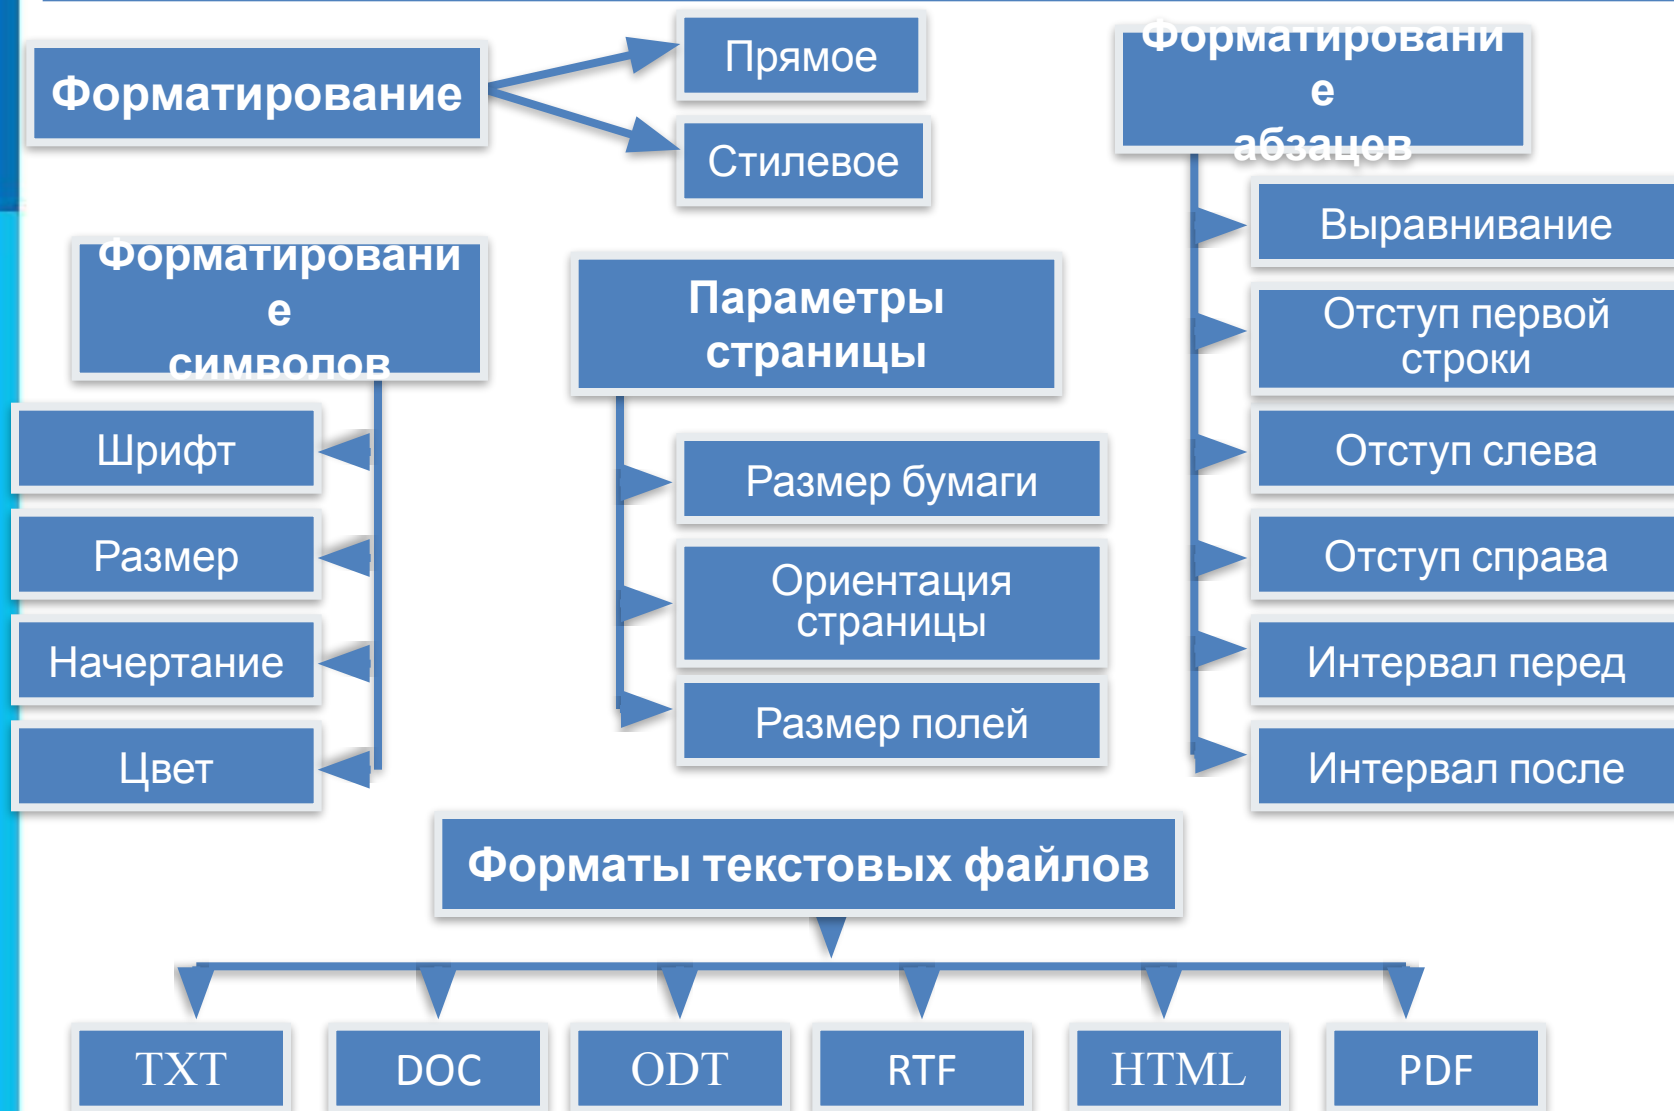 Форматирование
Прямое
Стилевое
Форматировани
е
абзацев
Выравнивание
Отступ первой
строки
Отступ слева
Отступ справа
Интервал перед
Интервал после
Форматировани
е
символов
Шрифт
Размер
Начертание
Цвет
Параметры
страницы
Размер бумаги
Ориентация
страницы
Размер полей
Форматы текстовых файлов
TXT
DOC
ODT
RTF
HTML
PDF